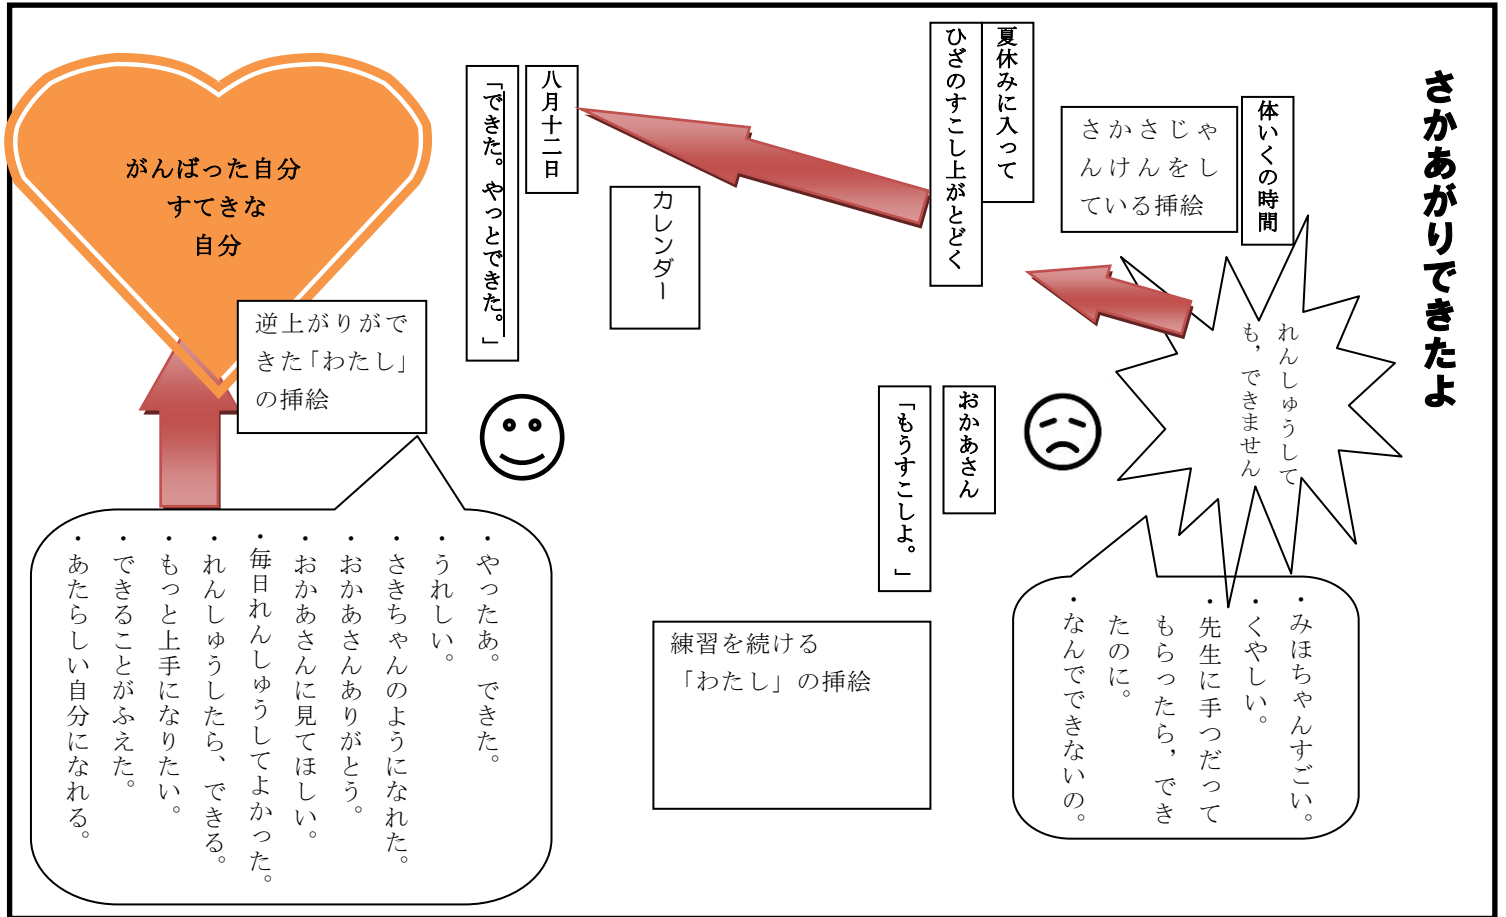 さかあがりできたよ
体いくの時間
さかさじゃ
んけんをし
ている挿絵
れんしゅうして
も，できません
・みほちゃんすごい。
・くやしい。
・先生に手つだって
もらったら，でき
たのに。
・なんでできないの。
夏休みに入って
ひざのすこし上がとどく
おかあさん
「もうすこしよ。」
練習を続ける
「わたし」の挿絵
カレンダー
八月十二日
「できた。やっとできた。」
逆上がりがで
きた「わたし」
の挿絵
・やったあ。できた。
・うれしい。
・さきちゃんのようになれた。
・おかあさんありがとう。
・おかあさんに見てほしい。
・毎日れんしゅうしてよかった。
・れんしゅうしたら、できる。
・もっと上手になりたい。
・できることがふえた。
・あたらしい自分になれる。
がんばった自分
すてきな
自分